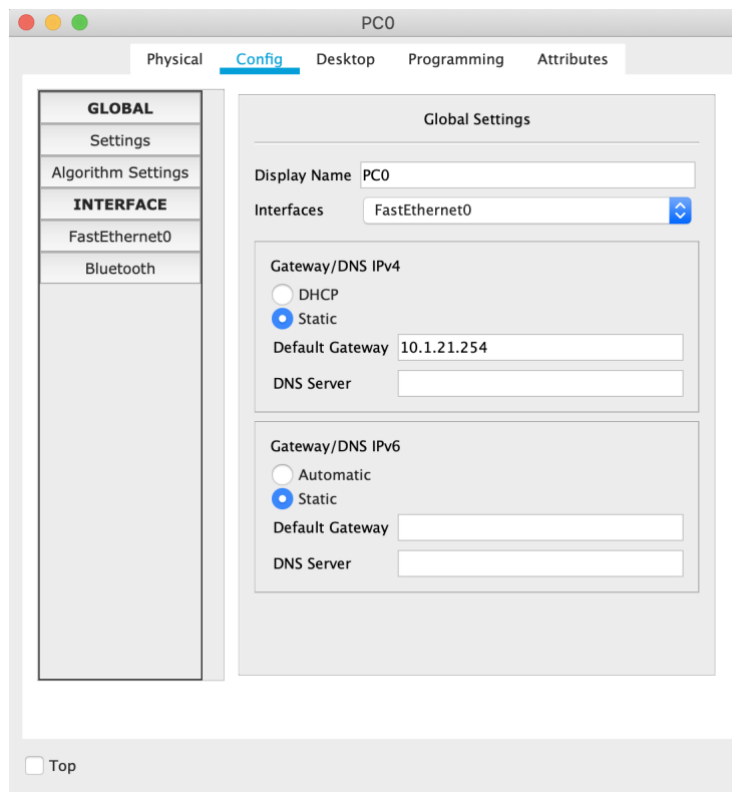 PC0
Physical Config Desktop Programming Attributes
GLOBAL
Settings
Algorithm Settings
INTERFACE
FastEthernet0
Bluetooth
Global Settings
Display Name PC0
Interfaces FastEthernet0
Gateway/DNS IPv4
DHCP
Static
Default Gateway 10.1.21.254
DNS Server
Gateway/DNS IPv6
Automatic
Static
Default Gateway
DNS Server
Top